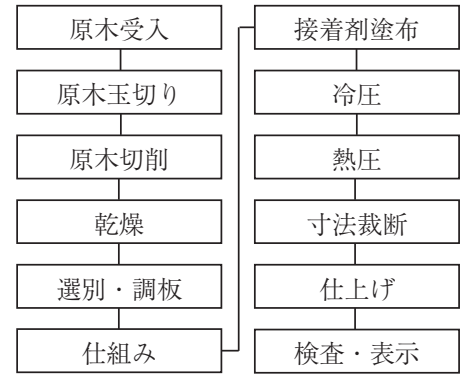 原木受入
原木玉切り
原木切削
乾燥
選別・調板
仕組み
接着剤塗布
冷圧
熱圧
寸法裁断
仕上げ
検査・表示